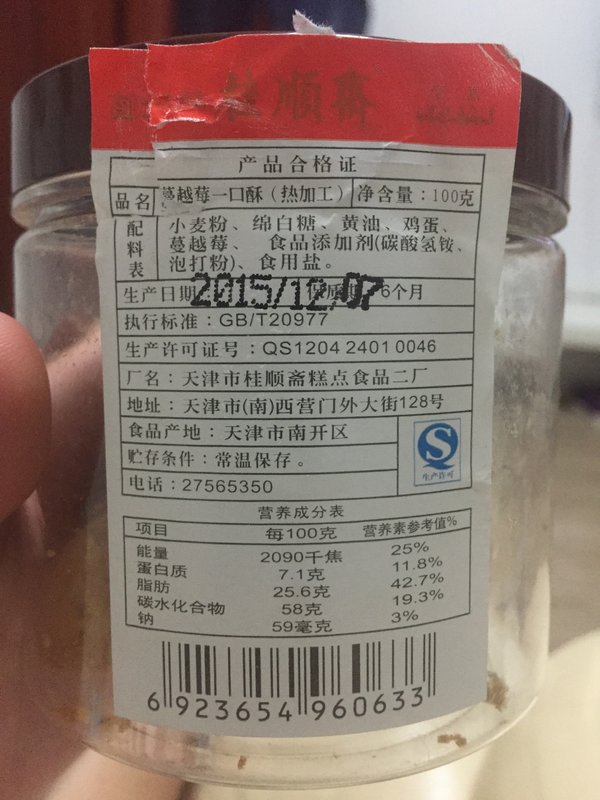 桂顺斋
产品合格证
品名 蔓越莓一口酥（热加工） 净含量：100克
配料表 小麦粉、绵白糖、黄油、鸡蛋、
蔓越莓、 食品添加剂(碳酸氢铵、
泡打粉)、食用盐。
生产日期 2015/12/07 保质期 6个月
执行标准：GB/T20977
生产许可证号：QS1204 2401 0046
厂名：天津市桂顺斋糕点食品二厂
地址：天津市(南)西营门外大街128号
食品产地：天津市南开区
贮存条件：常温保存。
电话：27565350
生产许可
营养成分表
项目 每100克 营养素参考值%
能量 2090千焦 25%
蛋白质 7.1克 11.8%
脂肪 25.6克 42.7%
碳水化合物 58克 19.3%
钠 59毫克 3%
6 923654 960633